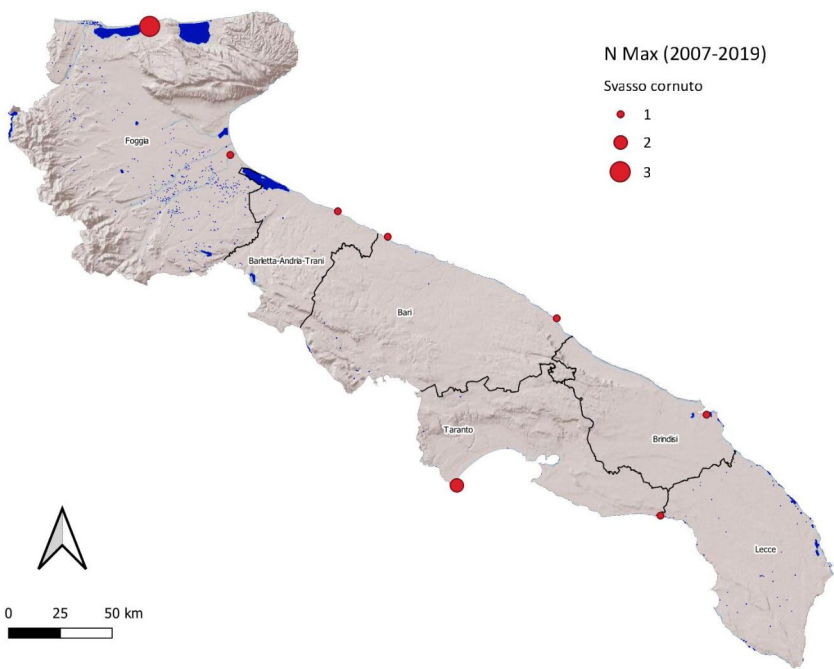 N Max (2007-2019)
Svasso cornuto
1
2
3
Foggia
Barletta-Andria-Trani
Bari
Taranto
Brindisi
Lecce
0 25 50 km